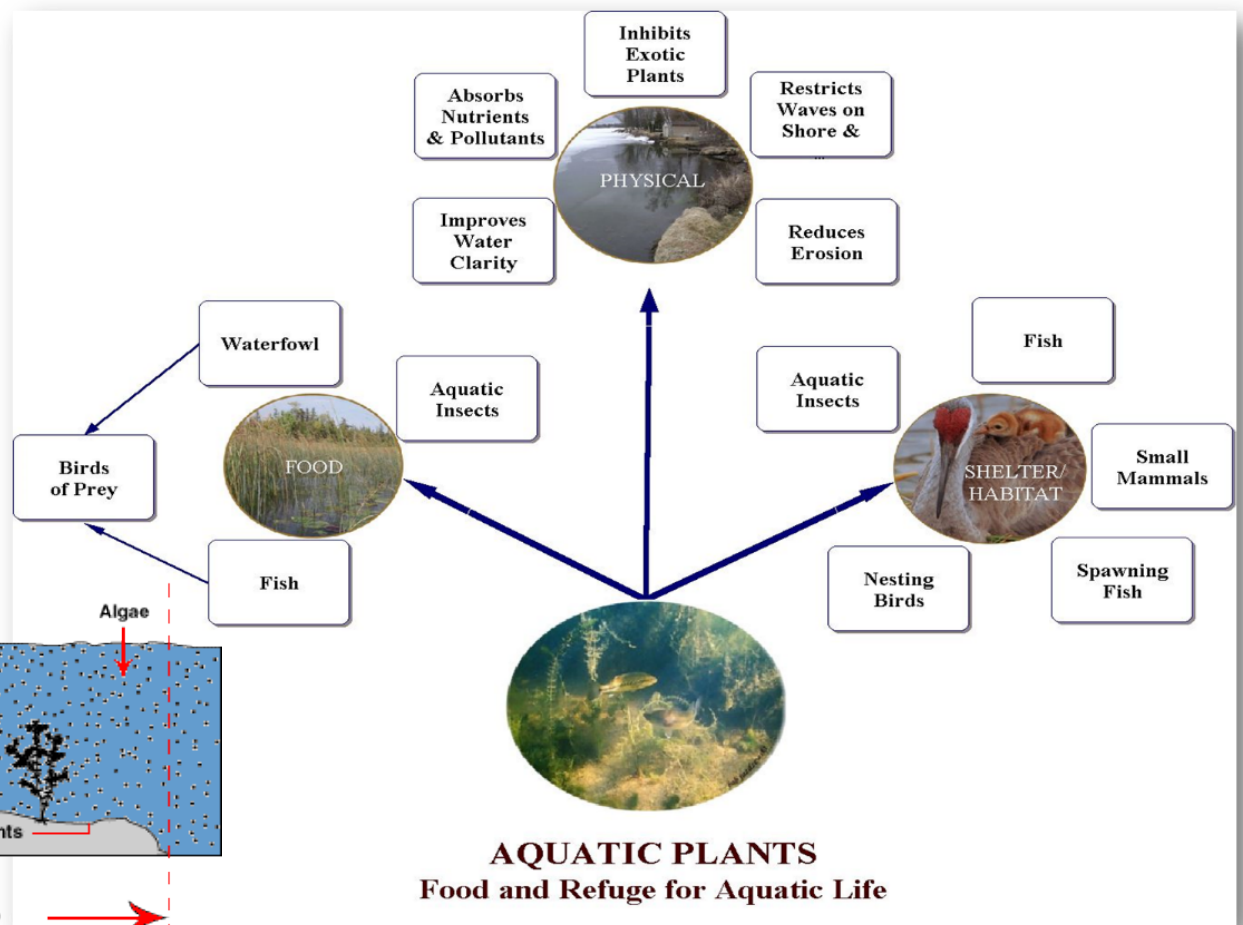 Inhibits
Exotic
Plants
Absorbs
Nutrients
& Pollutants
Restricts
Waves on
Shore &
...
PHYSICAL
Improves
Water
Clarity
Reduces
Erosion
Waterfowl
Aquatic
Insects
Birds
of Prey
FOOD
Fish
Aquatic
Insects
Fish
SHELTER/
HABITAT
Small
Mammals
Nesting
Birds
Spawning
Fish
Algae
nts
AQUATIC PLANTS
Food and Refuge for Aquatic Life